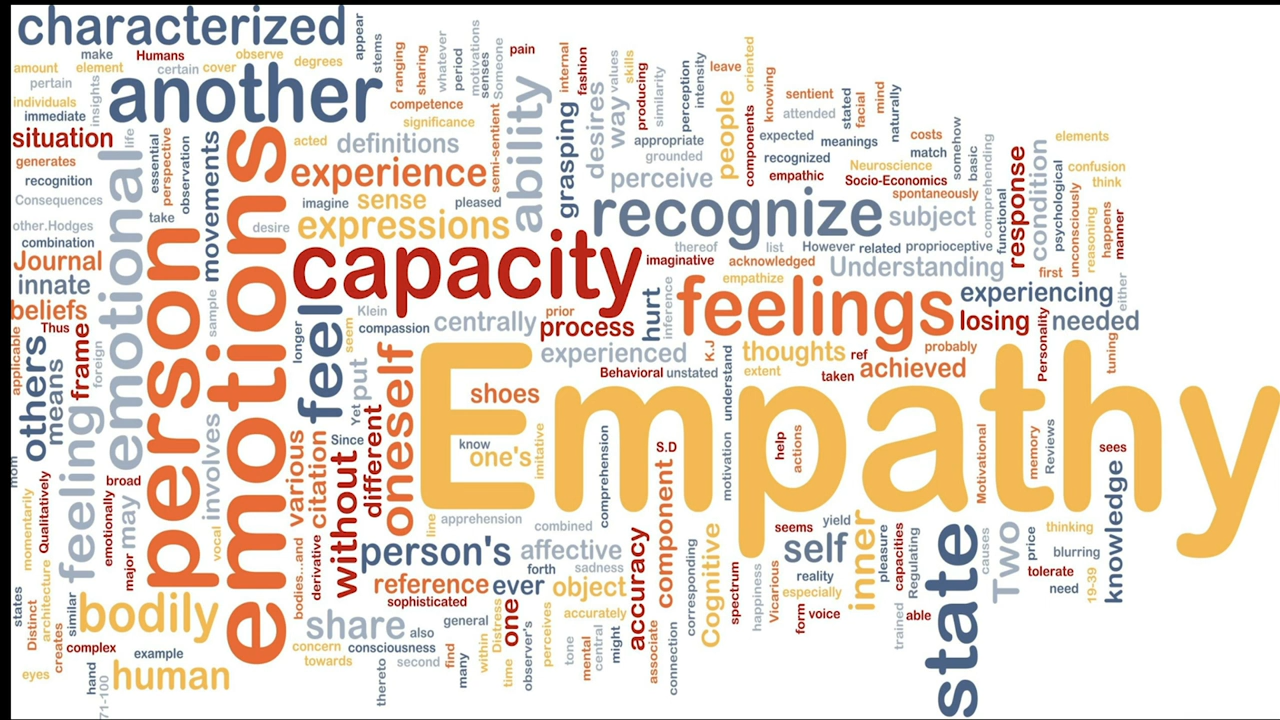 characterized
appear
stems
make
Humans
observe
amount
element
certain
cover
degrees
pertain
insights
another
ranging
sharing
whatever
period
motivations
senses
Someone
pain
internal
fashion
values
skills
producing
similarity
perception
intensity
leave
oriented
individuals
immediate
competence
significance
situation
life
essential
perspective
observation
movements
acted
definitions
semi-sentient
ability
grasping
desires
way
appropriate
grounded
people
components
knowing
sentient
attended
stated
facial
mind
naturally
expected
meanings
costs
match
somehow
basic
comprehending
elements
generates
recognition
Consequences
experience
imagine
sense
pleased
perceive
recognized
empathic
Neuroscience
Socio-Economics
spontaneously
functional
response
condition
psychological
confusion
think
unconsciously
reasoning
happens
manner
other.Hodges
combination
take
desire
expressions
recognize
subject
Journal
innate
beliefs
emotional
person
emotions
capacity
thereof
list
However
related
proprioceptive
imaginative
acknowledged
Understanding
first
empathize
either
Thus
frame
foreign
sample
longer
feel
Klein
seem
compassion
centrally
prior
process
hurt
inference
feelings
experiencing
losing
needed
applicable
others
means
feeling
Yet
put
oneself
experienced
Behavioral
unstated
K.J
understand
thoughts
extent
ref
taken
achieved
probably
Personality
tuning
Empathy
shoes
know
one's
imitative
comprehension
S.D
motivation
help
actions
Motivational
memory
Reviews
sees
mom
momentarily
Qualitatively
broad
emotionally
may
major
involves
vocal
various
citation
Since
without
different
derivative
bodies...and
line
apprehension
combined
person's
affective
forth
sadness
accuracy
component
corresponding
Cognitive
spectrum
seems
yield
self
reality
especially
inner
pleasure
capacities
Regulating
state
causes
Two
price
thinking
blurring
tolerate
need
19-39
knowledge
states
Distinct
architecture
creates
similar
bodily
complex
example
eyes
hand
71-100
human
reference
ever
object
sophisticated
share
also
general
one
accurately
concern
consciousness
towards
second
thereto
find
many
within
Distress
time
observer's
perceives
tone
mental
central
might
associate
connection
happiness
Vicarious
form
voice
trained
able